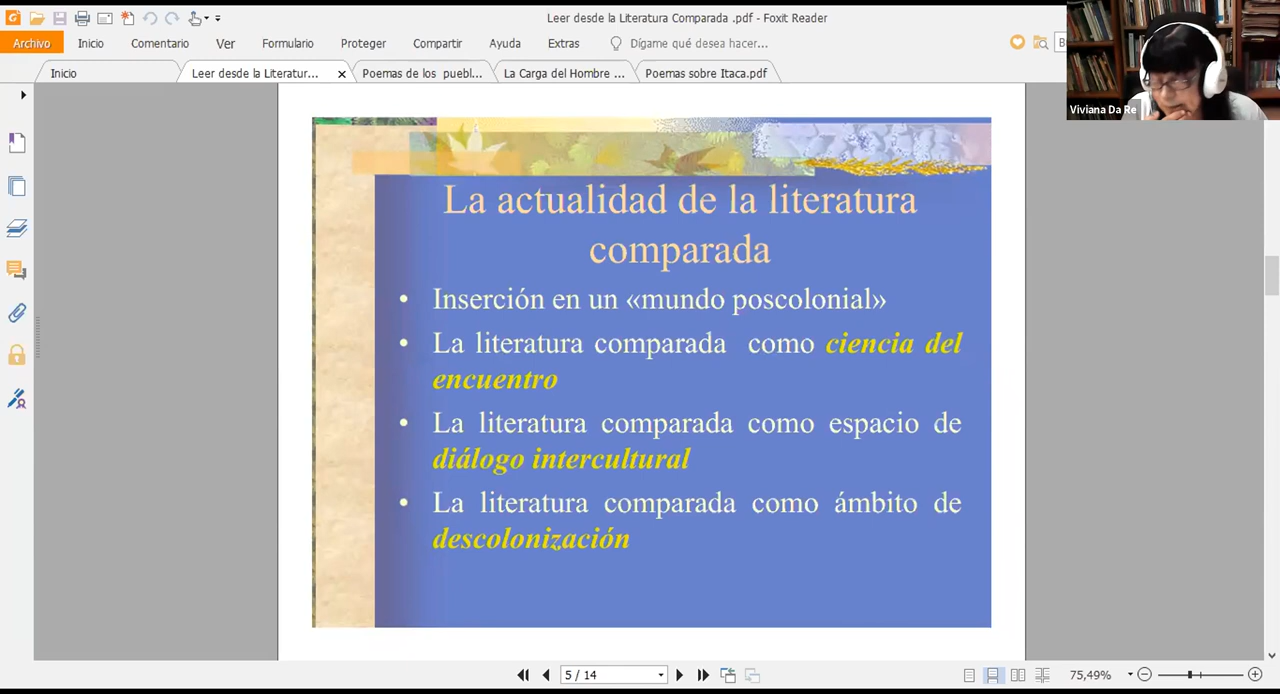 Leer desde la Literatura Comparada .pdf - Foxit Reader
Archivo Inicio Comentario Ver Formulario Proteger Compartir Ayuda Extras Dígame qué desea hacer...
Inicio Leer desde la Literatur... Poemas de los puebl... La Carga del Hombre ... Poemas sobre Itaca.pdf
Viviana Da Re
La actualidad de la literatura
comparada
• Inserción en un «mundo poscolonial»
• La literatura comparada como ciencia del
encuentro
• La literatura comparada como espacio de
diálogo intercultural
• La literatura comparada como ámbito de
descolonización
5 / 14
75,49%